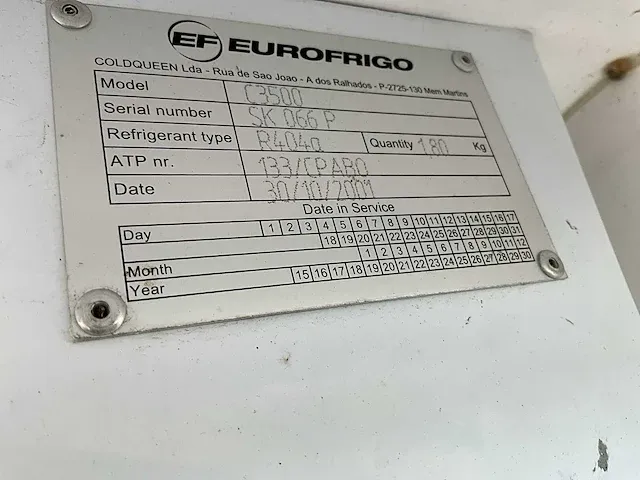 EF EUROFRIGO
COLDQUEEN Lda - Rua de Sao Joao - A dos Ralhados - P-2725-130 Mem Martins
Model C3500
Serial number SK 066 P
Refrigerant type R404a Quantity 1,80 Kg
ATP nr. 133/CPABO
Date 30/10/2001
Date in Service
Day 1 2 3 4 5 6 7 8 9 10 11 12 13 14 15 16 17
18 19 20 21 22 23 24 25 26 27 28 29 30 31
Month 1 2 3 4 5 6 7 8 9 10 11 12
Year 15 16 17 18 19 20 21 22 23 24 25 26 27 28 29 30